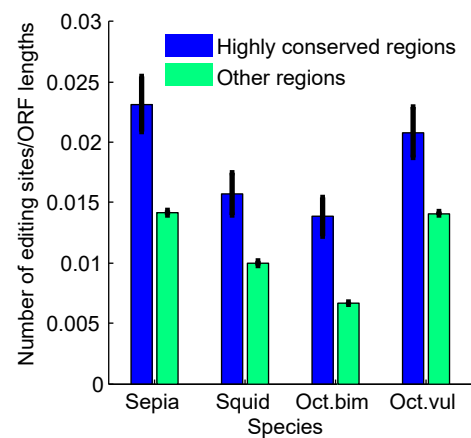 0.03
0.025
0.02
0.015
0.01
0.005
0
Number of editing sites/ORF lengths
Highly conserved regions
Other regions
Sepia Squid Oct.bim Oct.vul
Species